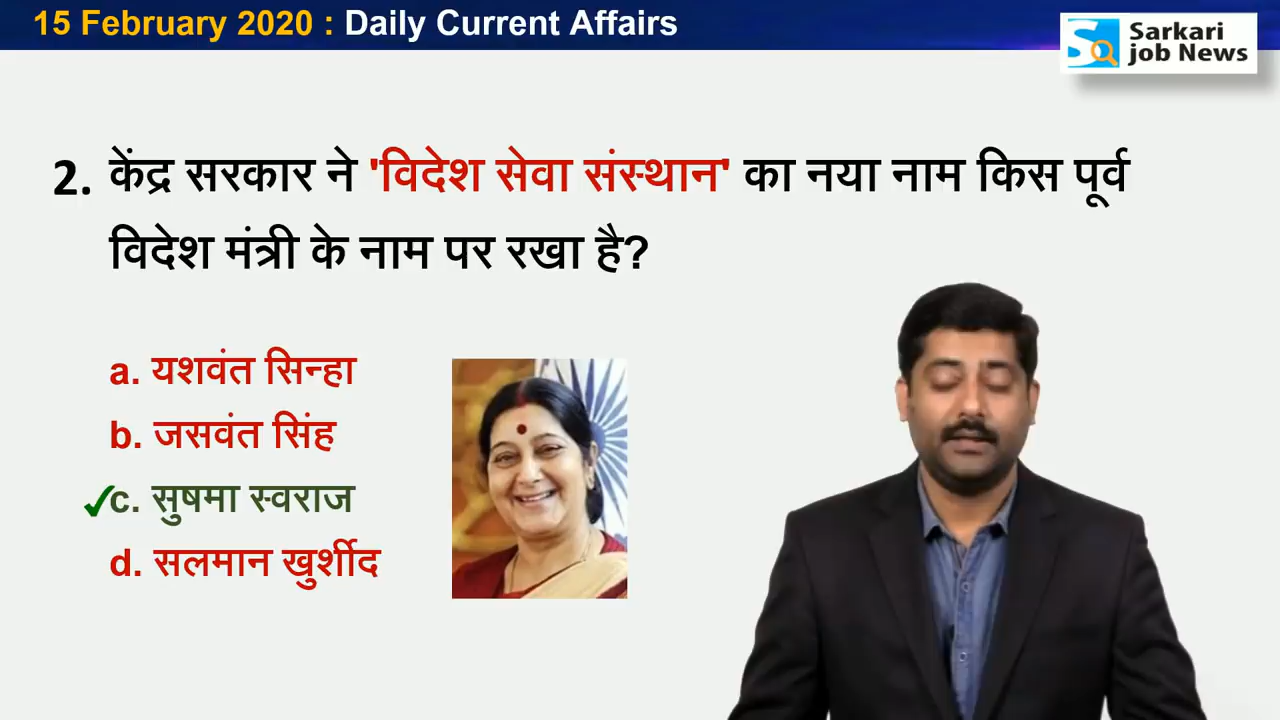 15 February 2020 : Daily Current Affairs
Sarkari
job News
2. केंद्र सरकार ने 'विदेश सेवा संस्थान' का नया नाम किस पूर्व
विदेश मंत्री के नाम पर रखा है?
a. यशवंत सिन्हा
b. जसवंत सिंह
✓c. सुषमा स्वराज
d. सलमान खुर्शीद